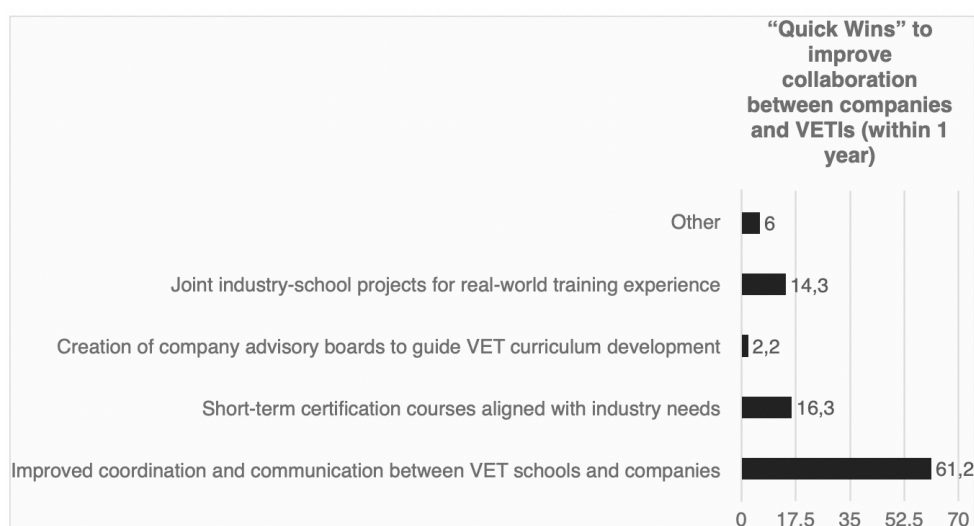 “Quick Wins” to
improve
collaboration
between companies
and VETIs (within 1
year)
Other
6
Joint industry-school projects for real-world training experience
14,3
Creation of company advisory boards to guide VET curriculum development
2,2
Short-term certification courses aligned with industry needs
16,3
Improved coordination and communication between VET schools and companies
61,2
0 17,5 35 52,5 70